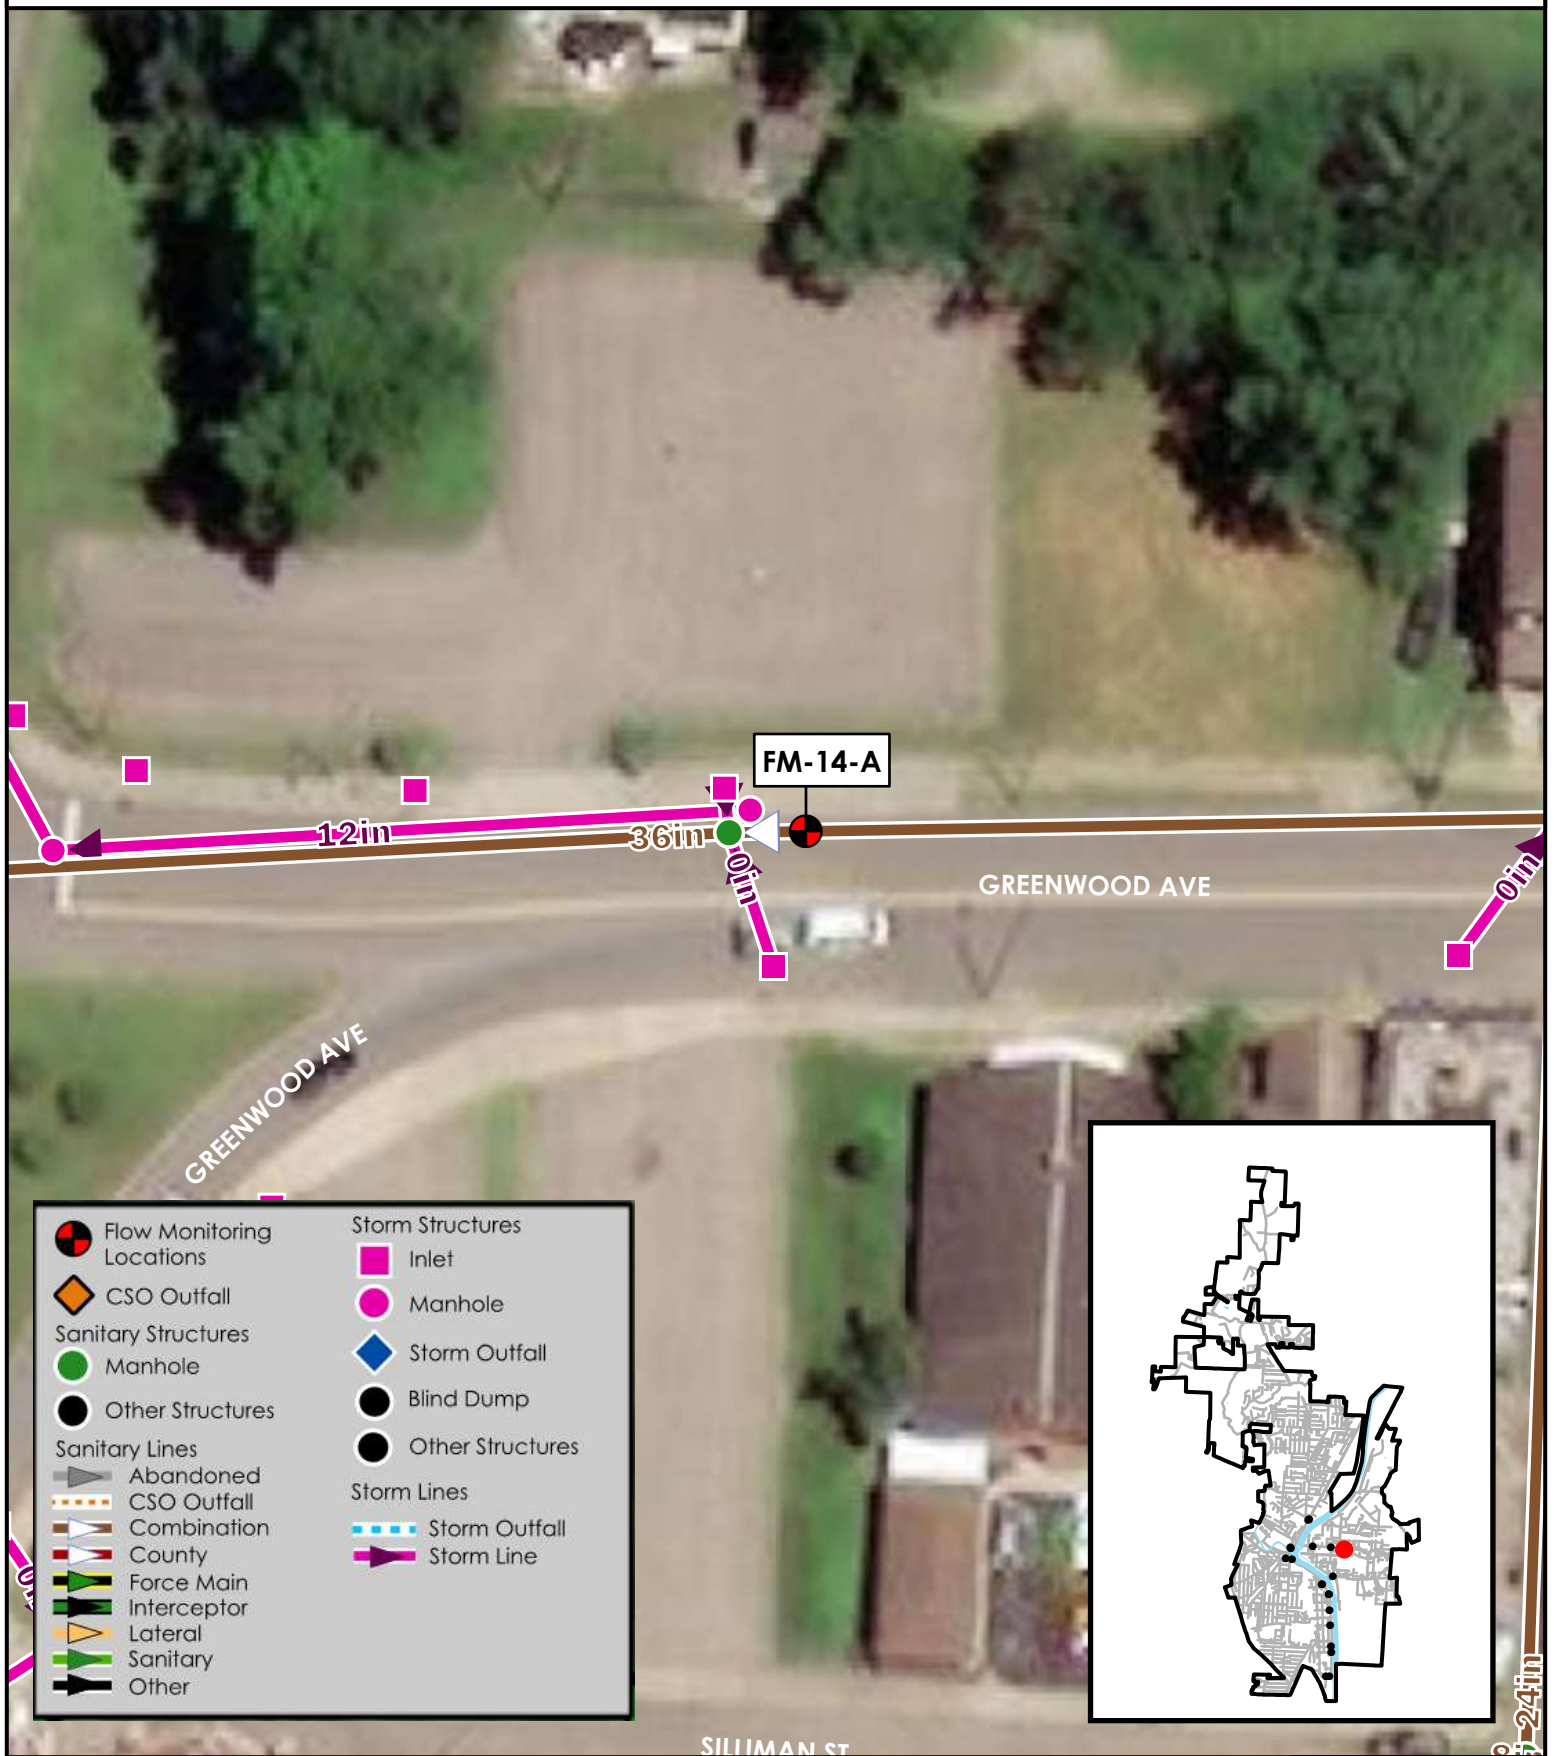 FM-14-A
12in
36in
0in
0in
GREENWOOD AVE
GREENWOOD AVE
Flow Monitoring
Locations
CSO Outfall
Sanitary Structures
Manhole
Other Structures
Sanitary Lines
Abandoned
CSO Outfall
Combination
County
Force Main
Interceptor
Lateral
Sanitary
Other
Storm Structures
Inlet
Manhole
Storm Outfall
Blind Dump
Other Structures
Storm Lines
Storm Outfall
Storm Line
24in
SILLIMAN ST